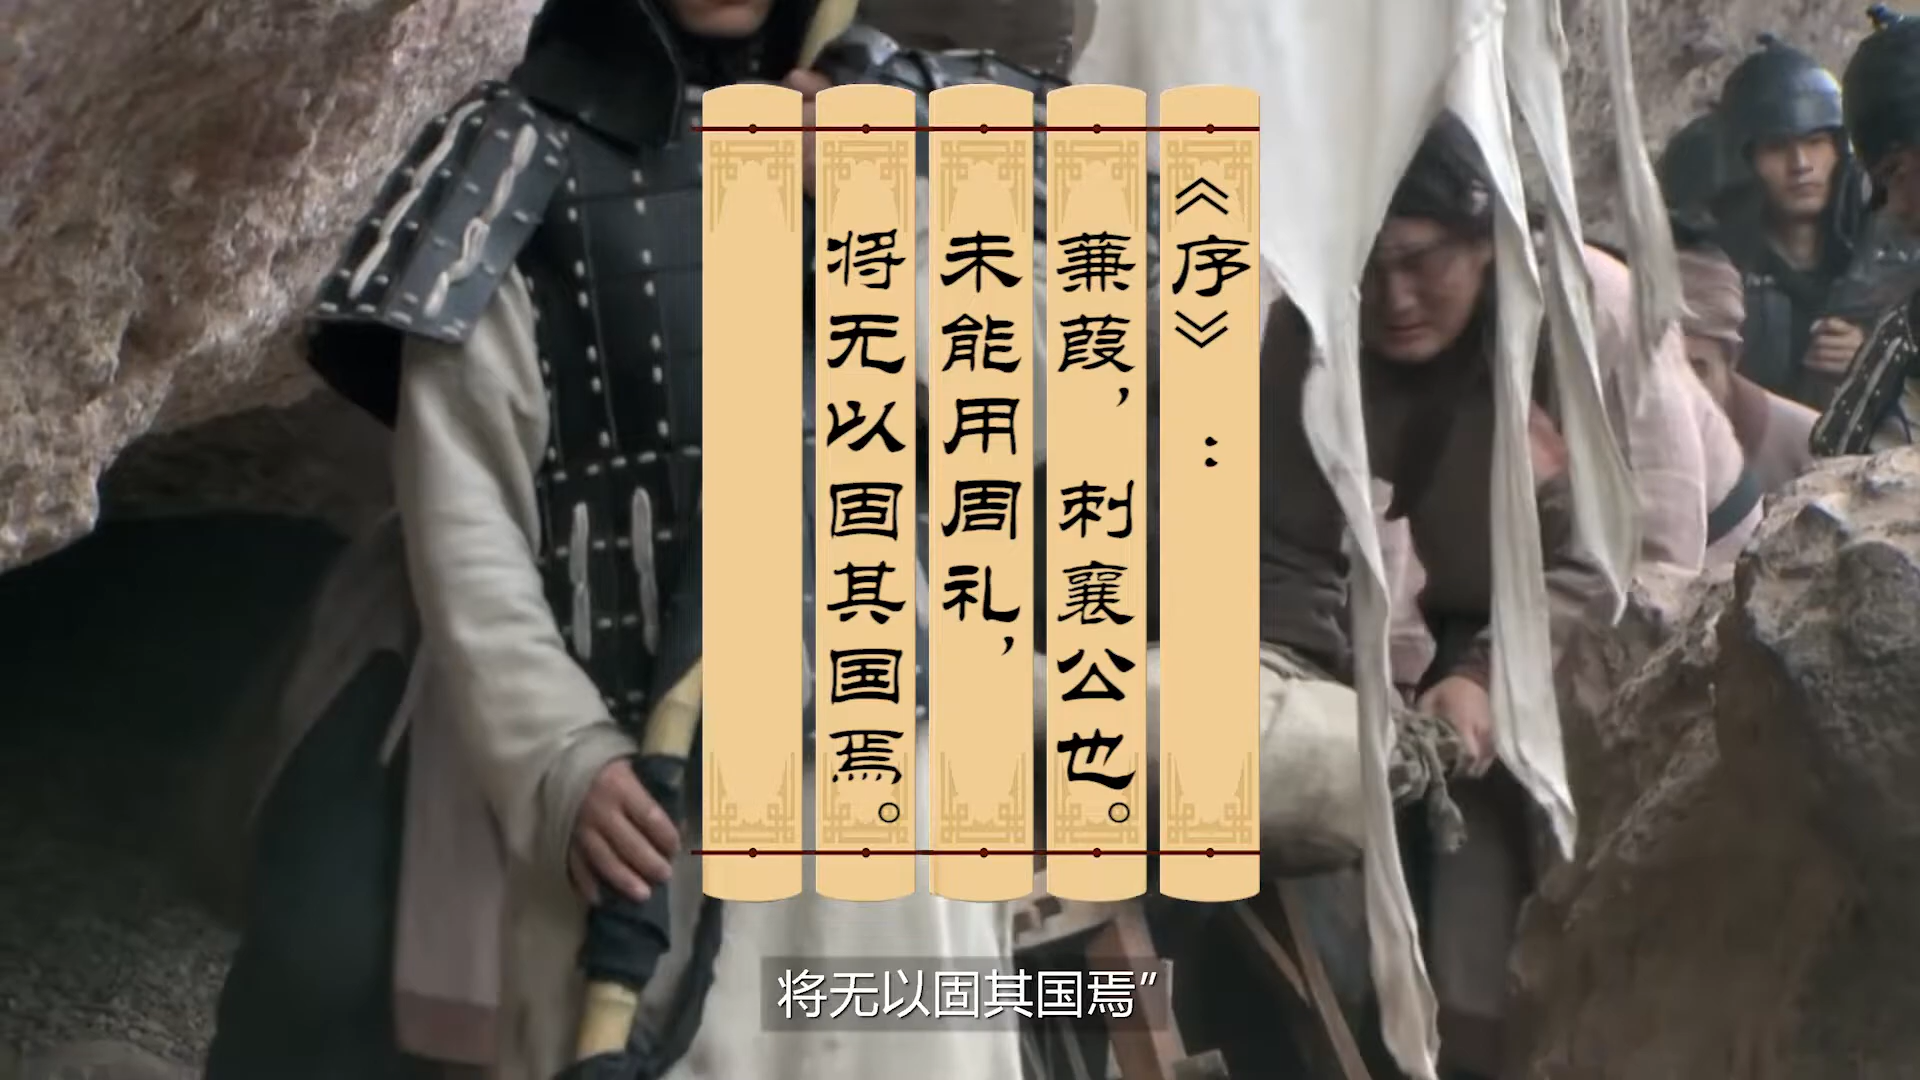 《序》：
蒹葭，刺襄公也。
未能用周礼，
将无以固其国焉。
将无以固其国焉”